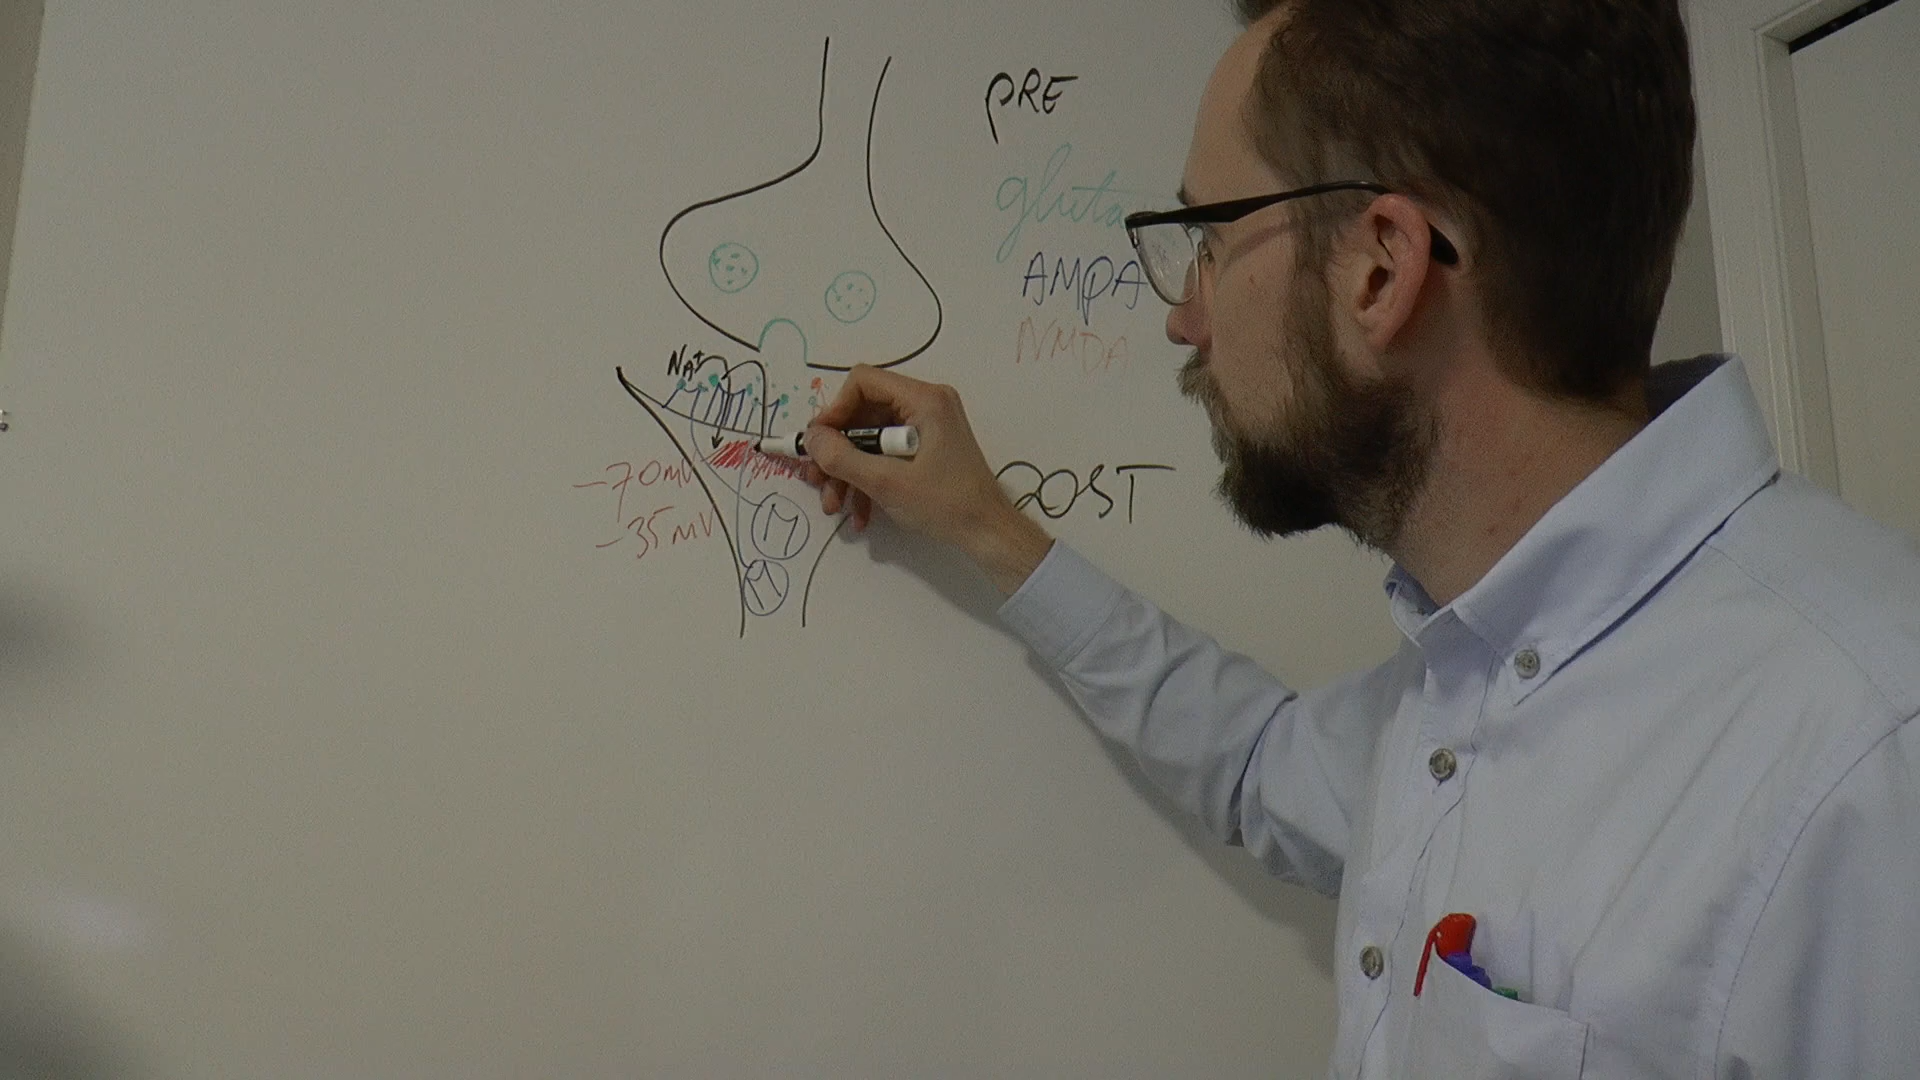 PRE
gluta
AMPA
NMDA
Na+
-70mV
-35mV
POST
M
M